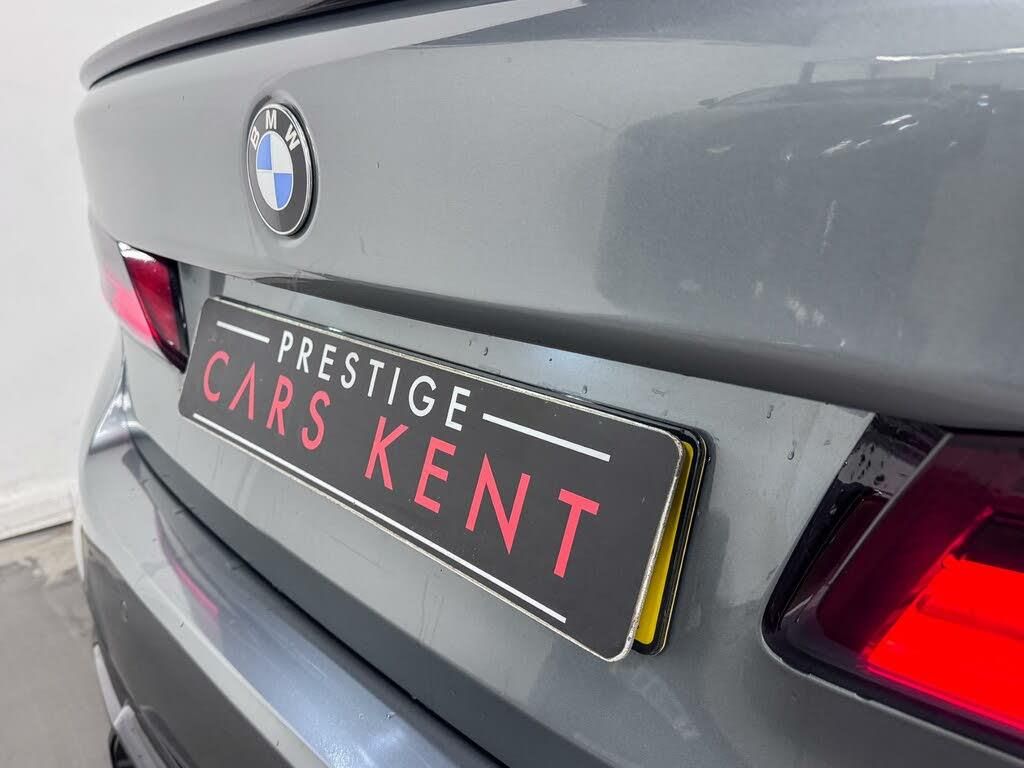 BMW
PRESTIGE
CARS KENT